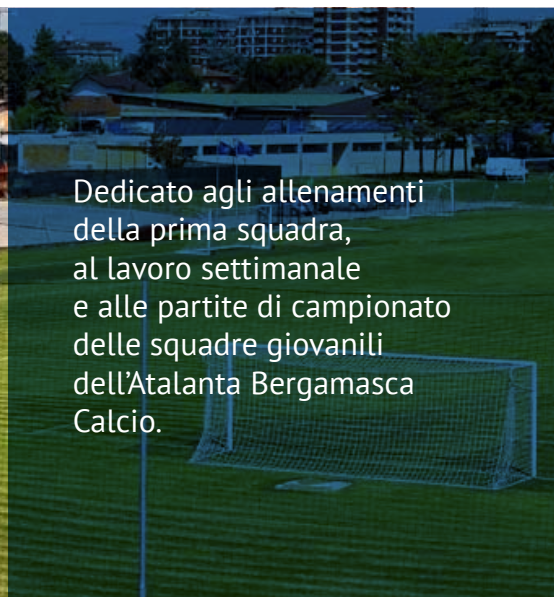 Dedicato agli allenamenti
della prima squadra,
al lavoro settimanale
e alle partite di campionato
delle squadre giovanili
dell’Atalanta Bergamasca
Calcio.